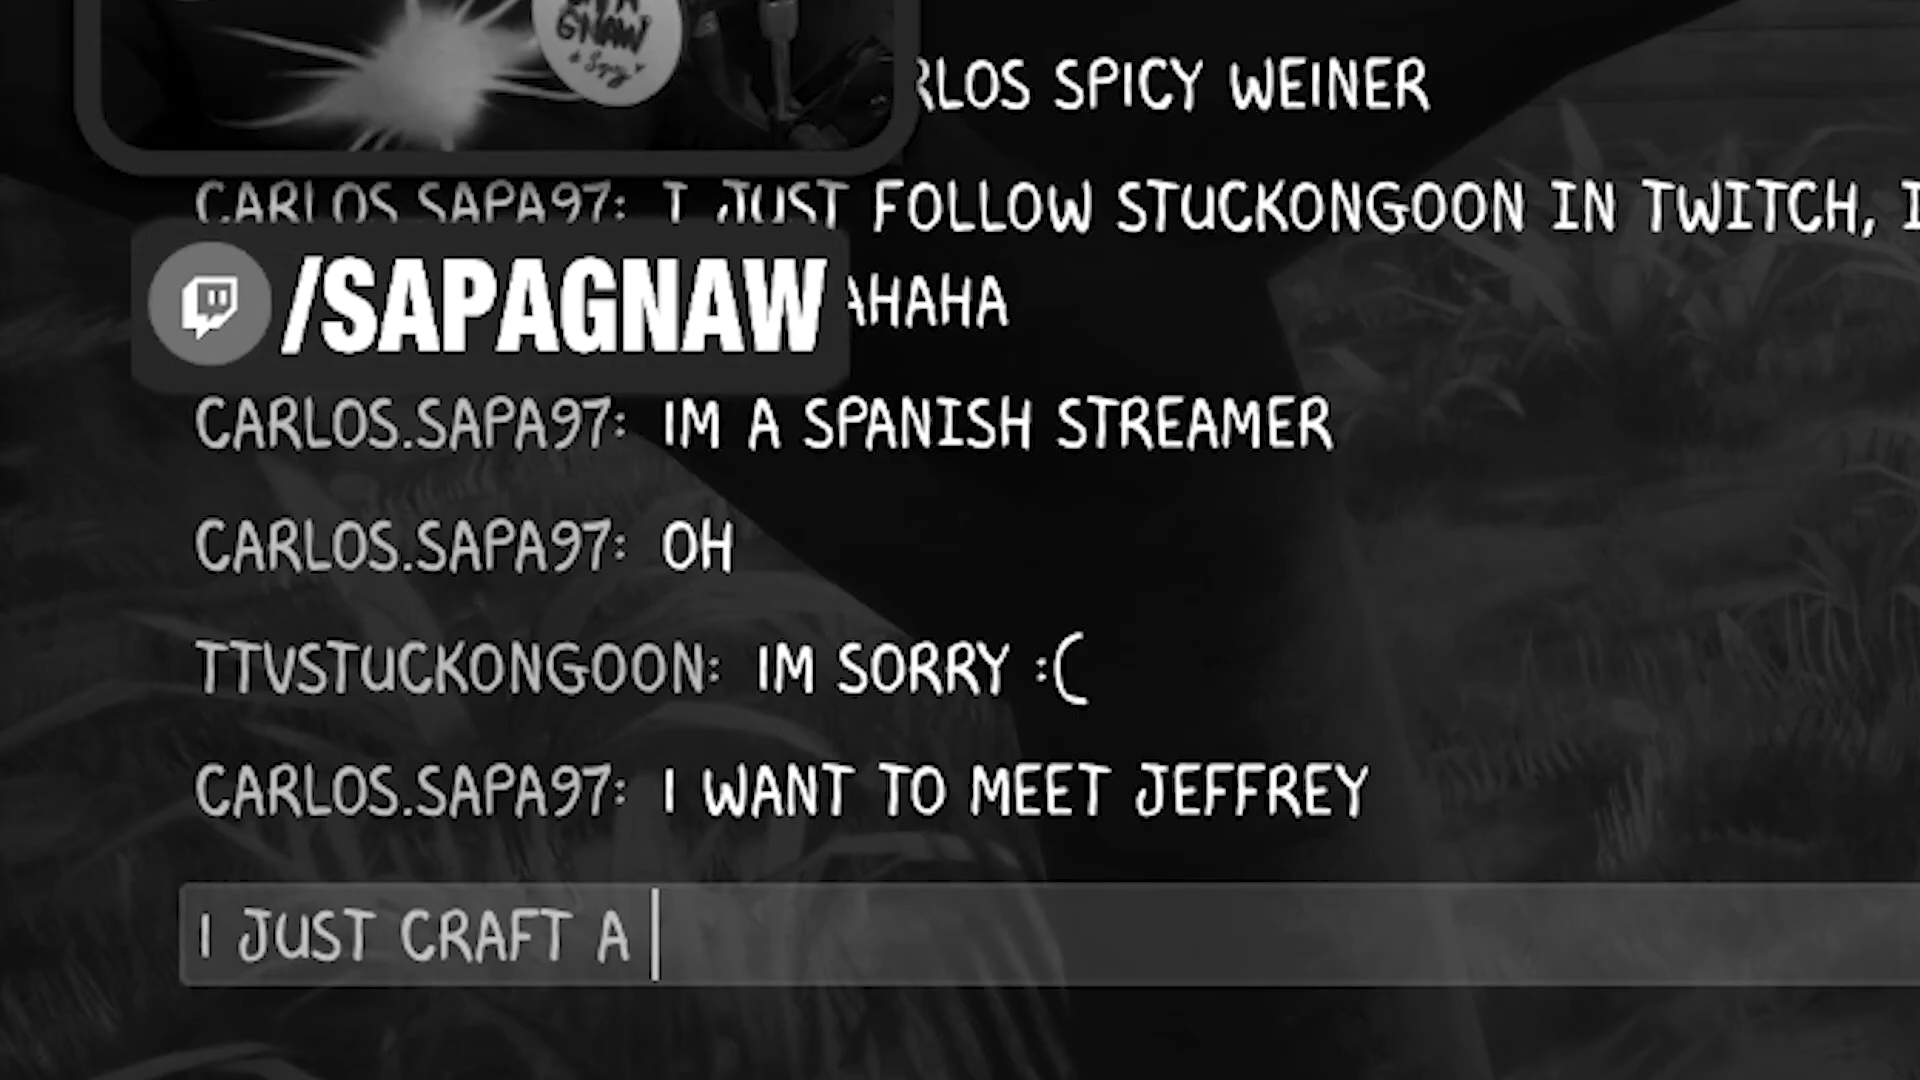 GNAW
RLOS SPICY WEINER
CARLOS.SAPA97: I JUST FOLLOW STUCKONGOON IN TWITCH, I
/SAPAGNAW AHAHA
CARLOS.SAPA97: IM A SPANISH STREAMER
CARLOS.SAPA97: OH
TTVSTUCKONGOON: IM SORRY :(
CARLOS.SAPA97: I WANT TO MEET JEFFREY
I JUST CRAFT A